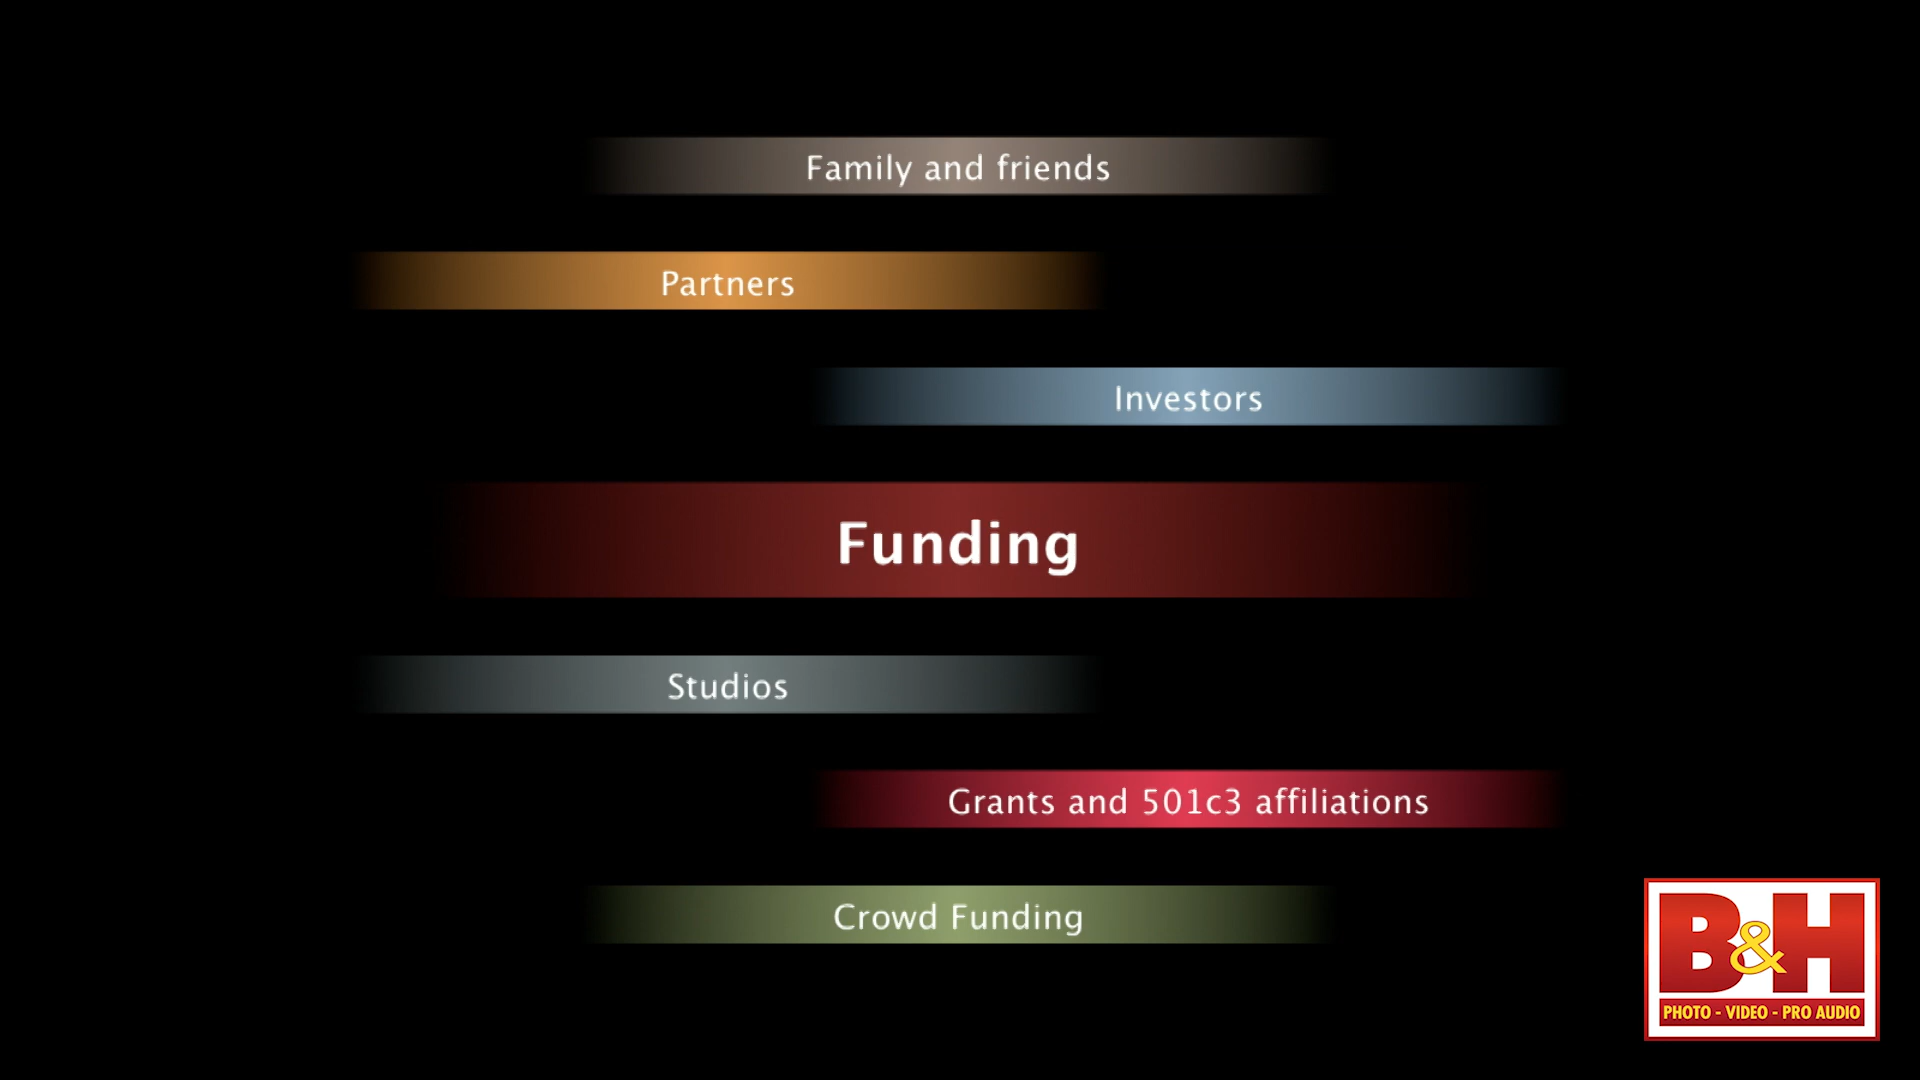 Family and friends
Partners
Investors
Funding
Studios
Grants and 501c3 affiliations
Crowd Funding
B&H
PHOTO - VIDEO - PRO AUDIO